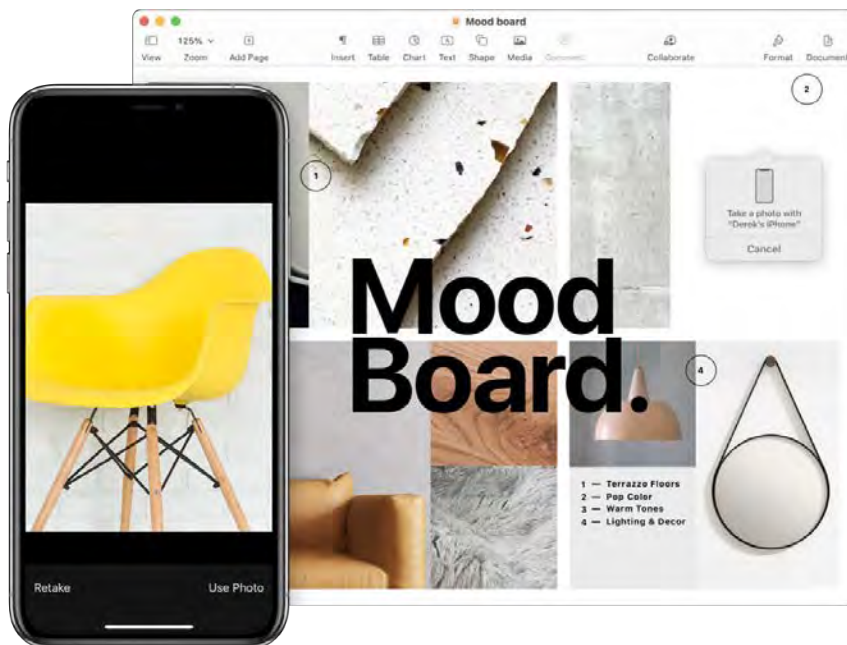 Mood board
125%
View
Zoom
Add Page
Insert
Table
Chart
Text
Shape
Media
Comment
Collaborate
Format
Document
2
1
Take a photo with
"Derek's iPhone"
Cancel
Mood
Board.
4
1 — Terrazzo Floors
2 — Pop Color
3 — Warm Tones
4 — Lighting & Decor
Retake
Use Photo